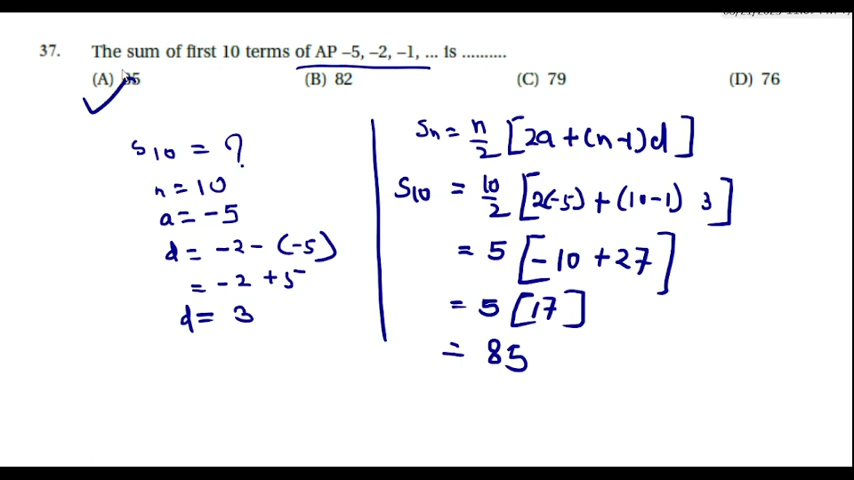 37. The sum of first 10 terms of AP –5, –2, –1, ... is ..........
(A) 85 (B) 82 (C) 79 (D) 76
S10 = ?
n = 10
a = -5
d = -2 - (-5)
= -2 + 5
d = 3
Sn = n/2 [2a + (n-1)d]
S10 = 10/2 [2(-5) + (10-1) 3]
= 5 [-10 + 27]
= 5 [17]
= 85